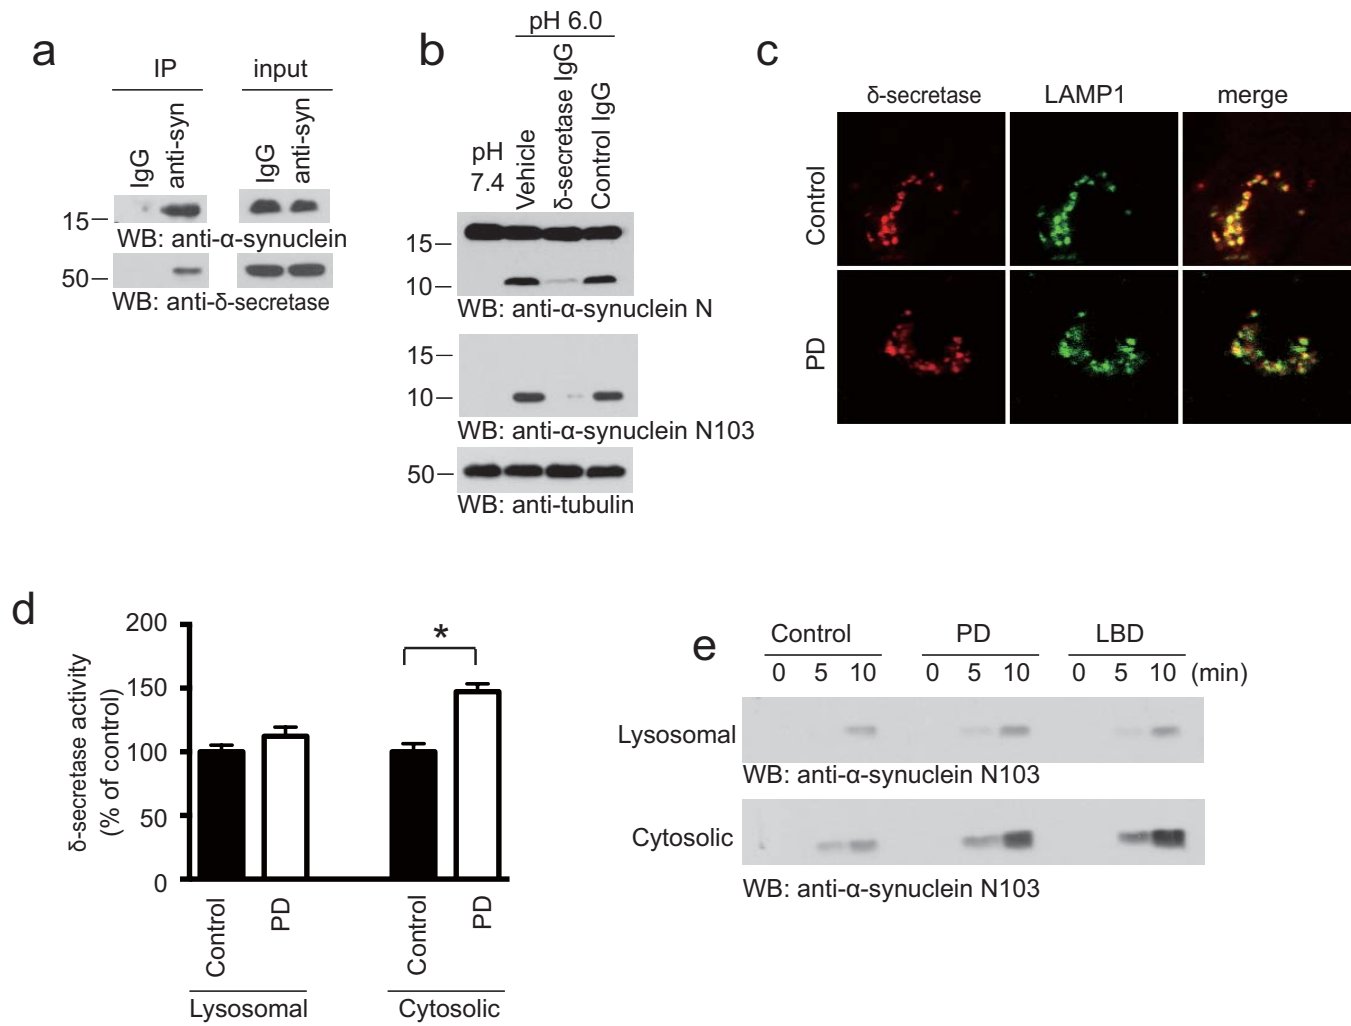 a
IP input
IgG anti-syn IgG anti-syn
15
WB: anti-α-synuclein
50
WB: anti-δ-secretase
b
pH 6.0
pH 7.4 Vehicle δ-secretase IgG Control IgG
15
10
WB: anti-α-synuclein N
15
10
WB: anti-α-synuclein N103
50
WB: anti-tubulin
c
δ-secretase LAMP1 merge
Control
PD
d
δ-secretase activity
(% of control)
200
150
100
50
0
*
Control PD Control PD
Lysosomal Cytosolic
e
Control PD LBD
0 5 10 0 5 10 0 5 10 (min)
Lysosomal
WB: anti-α-synuclein N103
Cytosolic
WB: anti-α-synuclein N103